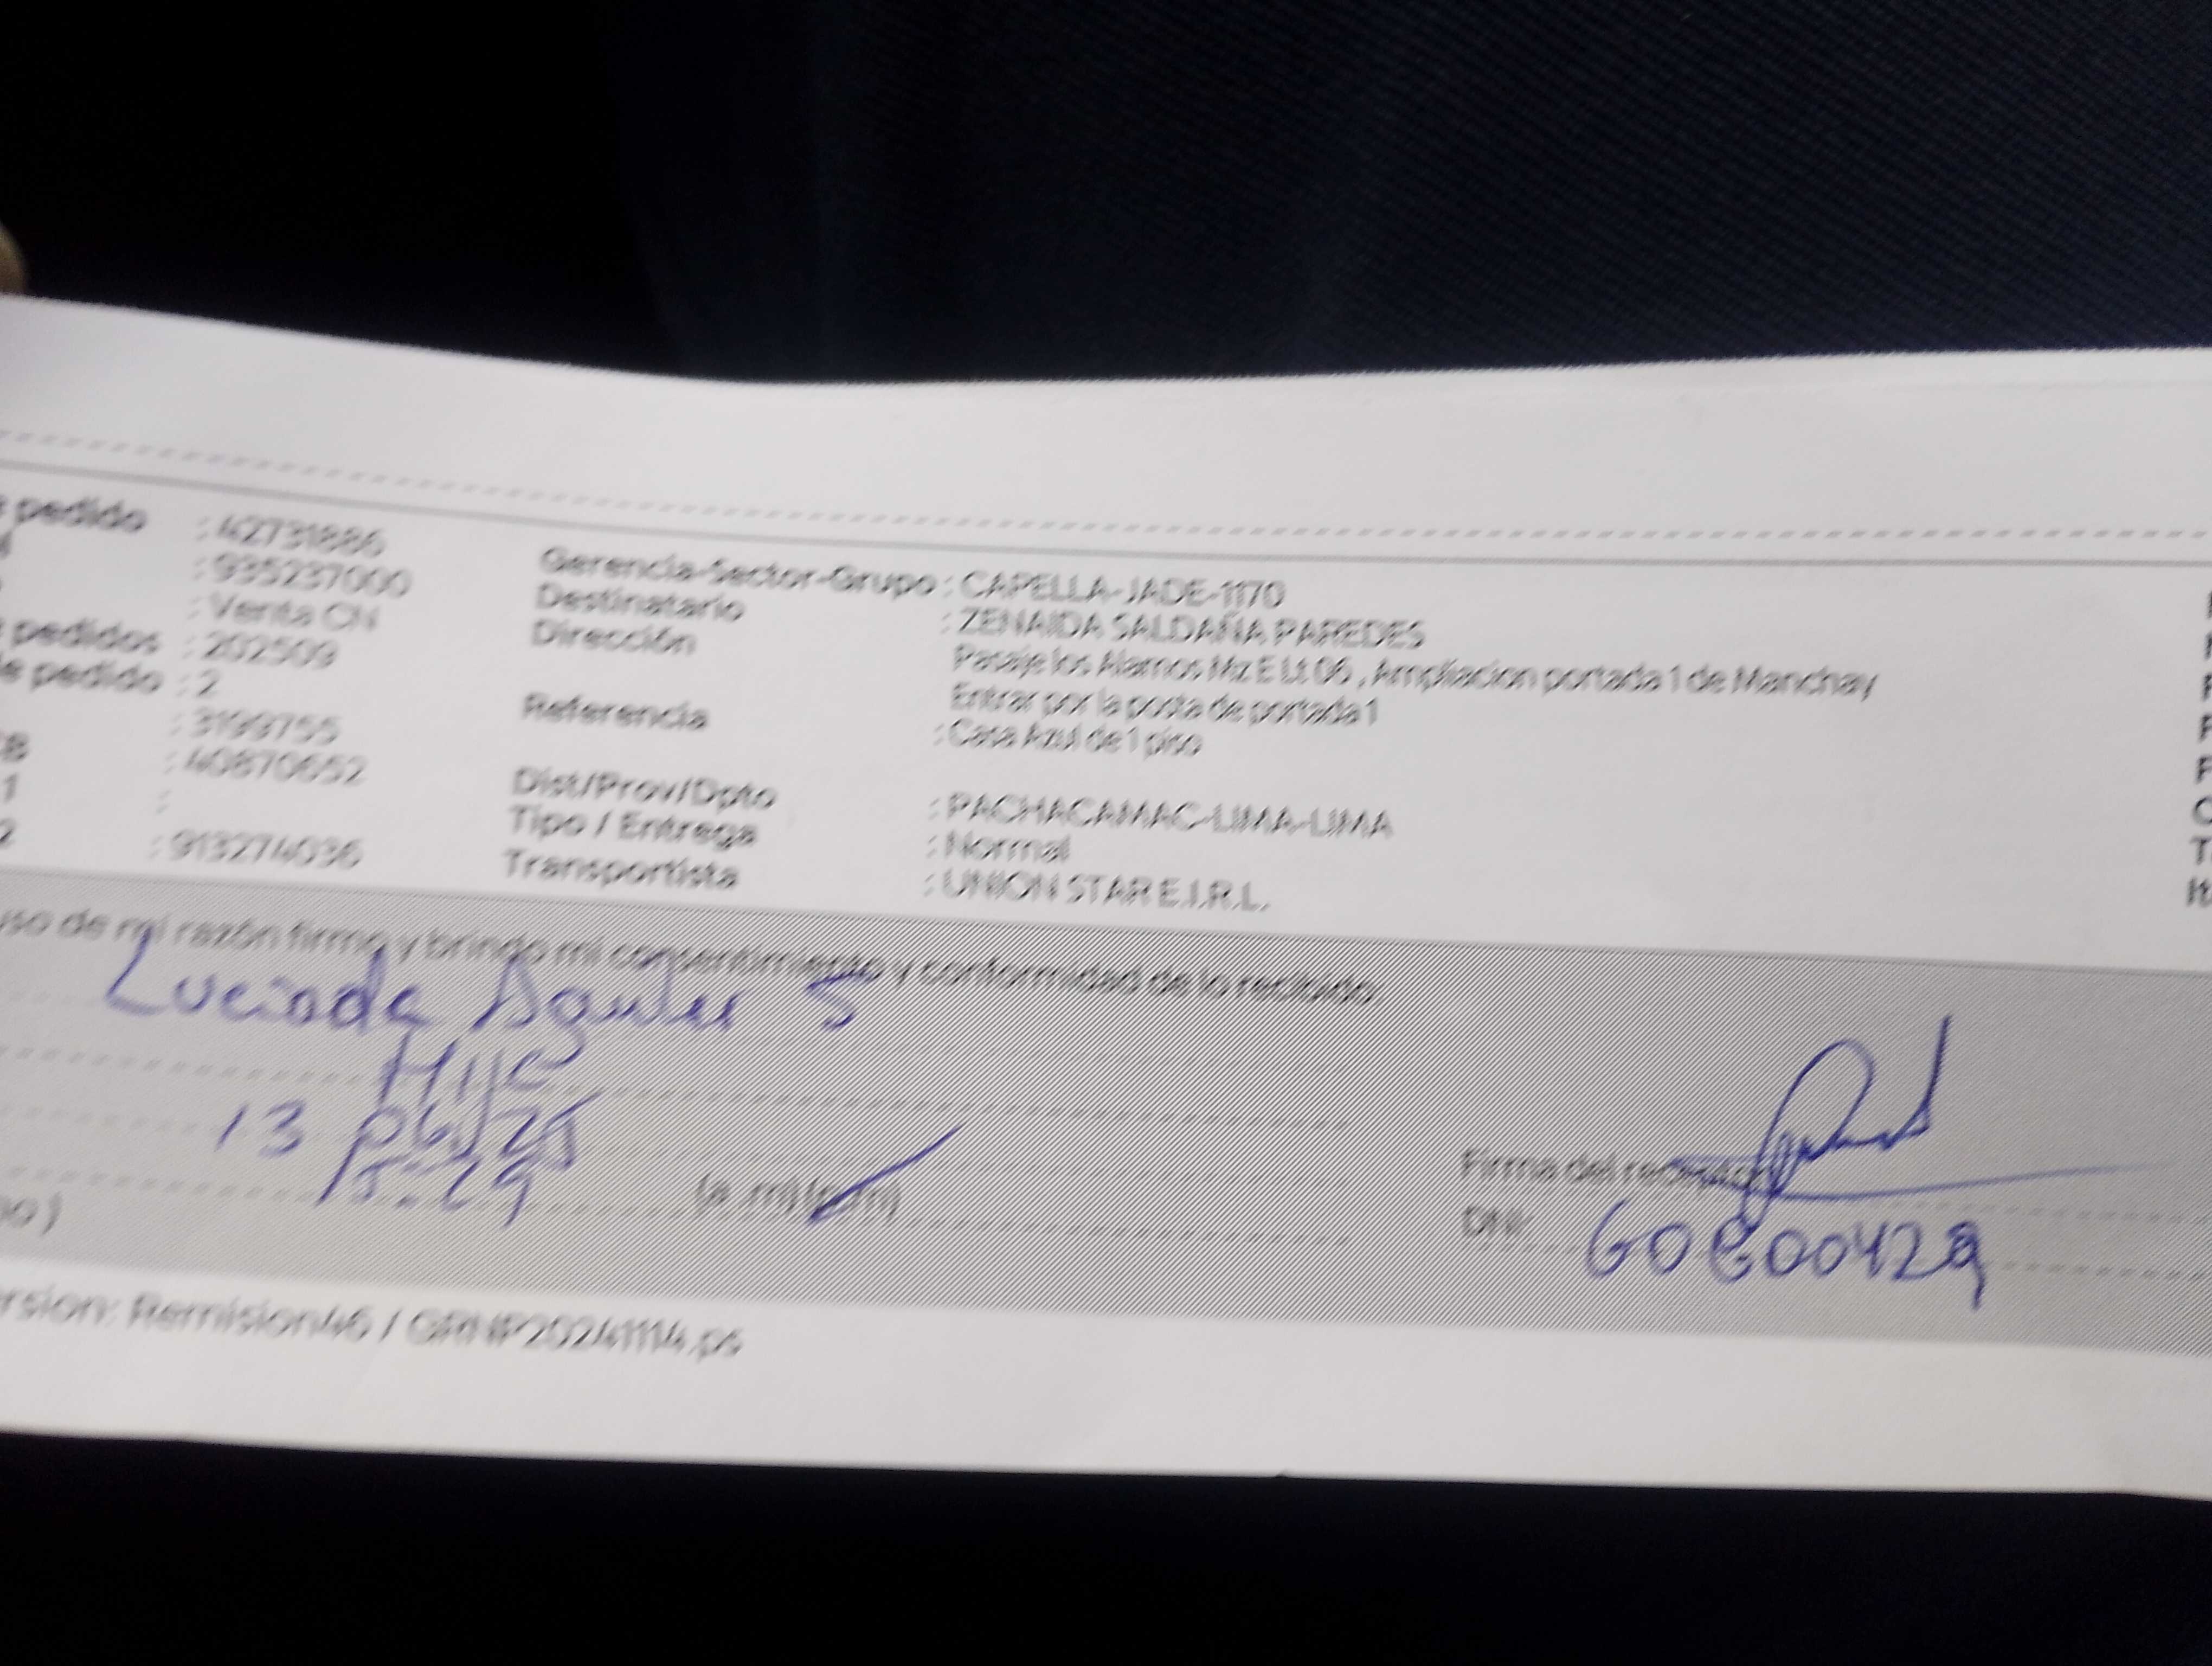 pedido : 42731886
: 935237000 Gerencia-Sector-Grupo : CAPELLA-JADE-1170
: Venta CN Destinatario : ZENAIDA SALDAÑA PAREDES
pedidos : 202509 Dirección : Pasaje los Alamos Mz E Lt 06 , Ampliacion portada 1 de Manchay
pedido : 2 Entrar por la posta de portada 1
: 3199755 Referencia : Casa Azul de 1 piso
: 40870652
1 : Dist/Prov/Dpto : PACHACAMAC-LIMA-LIMA
2 : 913274036 Tipo / Entrega : Normal
Transportista : UNION STAR E.I.R.L.
uso de mi razón firmo y brindo mi consentimiento y conformidad de lo recibido
Lucinda Aguilar S
Hija
13 06/25
(a .m) (p.m)
Firma del receptor
DNI:
rsion: Remision46 / GRNP20241114.ps